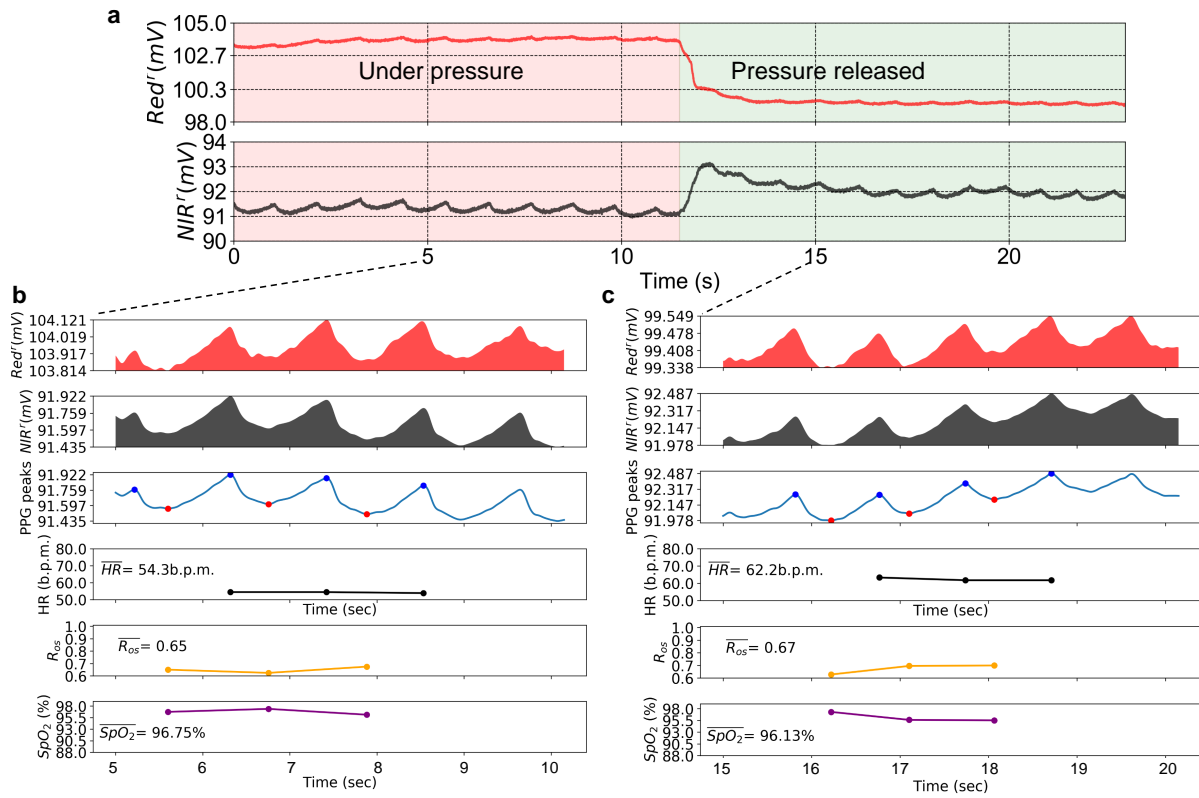 a
Red^r(mV)
105.0
102.7
100.3
98.0
Under pressure
Pressure released
NIR^r(mV)
94
93
92
91
90
0
5
10
15
20
Time (s)
b
Red^r(mV)
104.121
104.019
103.917
103.814
NIR^r(mV)
91.922
91.759
91.597
91.435
PPG peaks
91.922
91.759
91.597
91.435
HR (b.p.m.)
80.0
70.0
60.0
50.0
HR= 54.3b.p.m.
Time (sec)
R_os
1.0
0.9
0.7
0.6
R_os= 0.65
SpO₂ (%)
98.0
95.5
93.0
90.5
88.0
SpO₂= 96.75%
5
6
7
8
9
10
Time (sec)
c
Red^r(mV)
99.549
99.478
99.408
99.338
NIR^r(mV)
92.487
92.317
92.147
91.978
PPG peaks
92.487
92.317
92.147
91.978
HR (b.p.m.)
80.0
70.0
60.0
50.0
HR= 62.2b.p.m.
Time (sec)
R_os
1.0
0.9
0.7
0.6
R_os= 0.67
SpO₂ (%)
98.0
95.5
93.0
90.5
88.0
SpO₂= 96.13%
15
16
17
18
19
20
Time (sec)